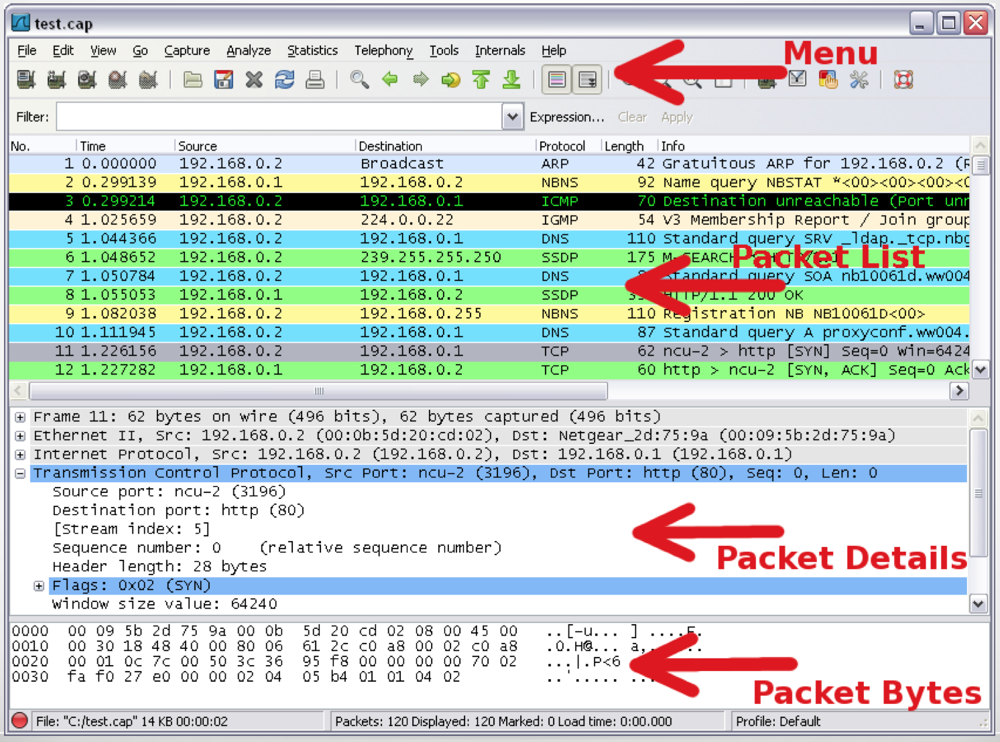 test.cap
File Edit View Go Capture Analyze Statistics Telephony Tools Internals Help
Menu
Filter: Expression... Clear Apply
No. Time Source Destination Protocol Length Info
1 0.000000 192.168.0.2 Broadcast ARP 42 Gratuitous ARP for 192.168.0.2 (R
2 0.299139 192.168.0.1 192.168.0.2 NBNS 92 Name query NBSTAT *<00><00><00><0
3 0.299214 192.168.0.2 192.168.0.1 ICMP 70 Destination unreachable (Port unr
4 1.025659 192.168.0.2 224.0.0.22 IGMP 54 V3 Membership Report / Join group
5 1.044366 192.168.0.2 192.168.0.1 DNS 110 Standard query SRV _ldap._tcp.nbg
6 1.048652 192.168.0.2 239.255.255.250 SSDP 175 M-SEARCH
Packet List
7 1.050784 192.168.0.2 192.168.0.1 DNS Standard query SOA nb10061d.ww004
8 1.055053 192.168.0.1 192.168.0.2 SSDP HTTP/1.1 200 OK
9 1.082038 192.168.0.2 192.168.0.255 NBNS 110 Registration NB NB10061D<00>
10 1.111945 192.168.0.2 192.168.0.1 DNS 87 Standard query A proxyconf.ww004.
11 1.226156 192.168.0.2 192.168.0.1 TCP 62 ncu-2 > http [SYN] Seq=0 Win=6424
12 1.227282 192.168.0.1 192.168.0.2 TCP 60 http > ncu-2 [SYN, ACK] Seq=0 Ack
Frame 11: 62 bytes on wire (496 bits), 62 bytes captured (496 bits)
Ethernet II, Src: 192.168.0.2 (00:0b:5d:20:cd:02), Dst: Netgear_2d:75:9a (00:09:5b:2d:75:9a)
Internet Protocol, Src: 192.168.0.2 (192.168.0.2), Dst: 192.168.0.1 (192.168.0.1)
Transmission Control Protocol, Src Port: ncu-2 (3196), Dst Port: http (80), Seq: 0, Len: 0
Source port: ncu-2 (3196)
Destination port: http (80)
[Stream index: 5]
Sequence number: 0 (relative sequence number)
Packet Details
Header length: 28 bytes
Flags: 0x02 (SYN)
Window size value: 64240
0000 00 09 5b 2d 75 9a 00 0b 5d 20 cd 02 08 00 45 00 ..[-u... ] ....E.
0010 00 30 18 48 40 00 80 06 61 2c c0 a8 00 02 c0 a8 .0.H@... a,
0020 00 01 0c 7c 00 50 3c 36 95 f8 00 00 00 00 70 02 ...|.P<6
0030 fa f0 27 e0 00 00 02 04 05 b4 01 01 04 02 ..'..... ...
Packet Bytes
File: "C:/test.cap" 14 KB 00:00:02 Packets: 120 Displayed: 120 Marked: 0 Load time: 0:00.000 Profile: Default